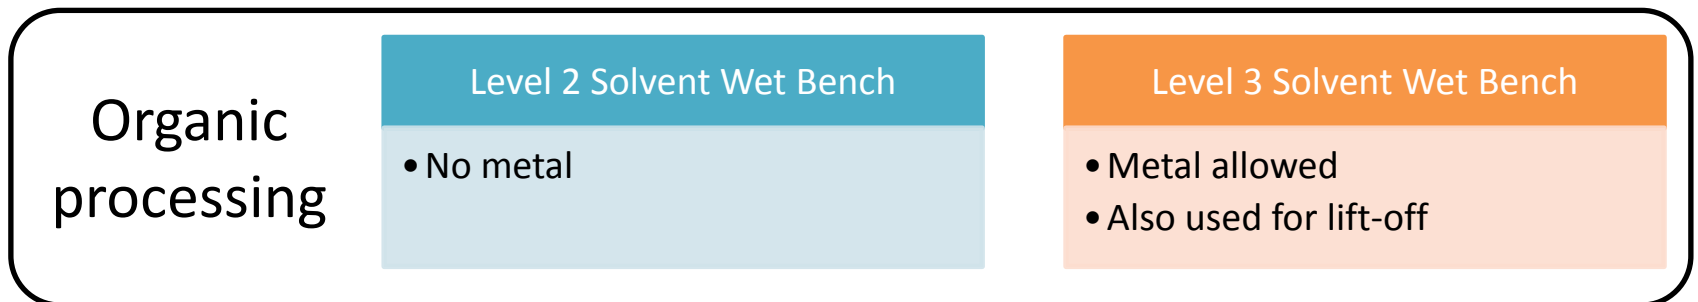 Organic
processing
Level 2 Solvent Wet Bench
•No metal
Level 3 Solvent Wet Bench
•Metal allowed
•Also used for lift-off